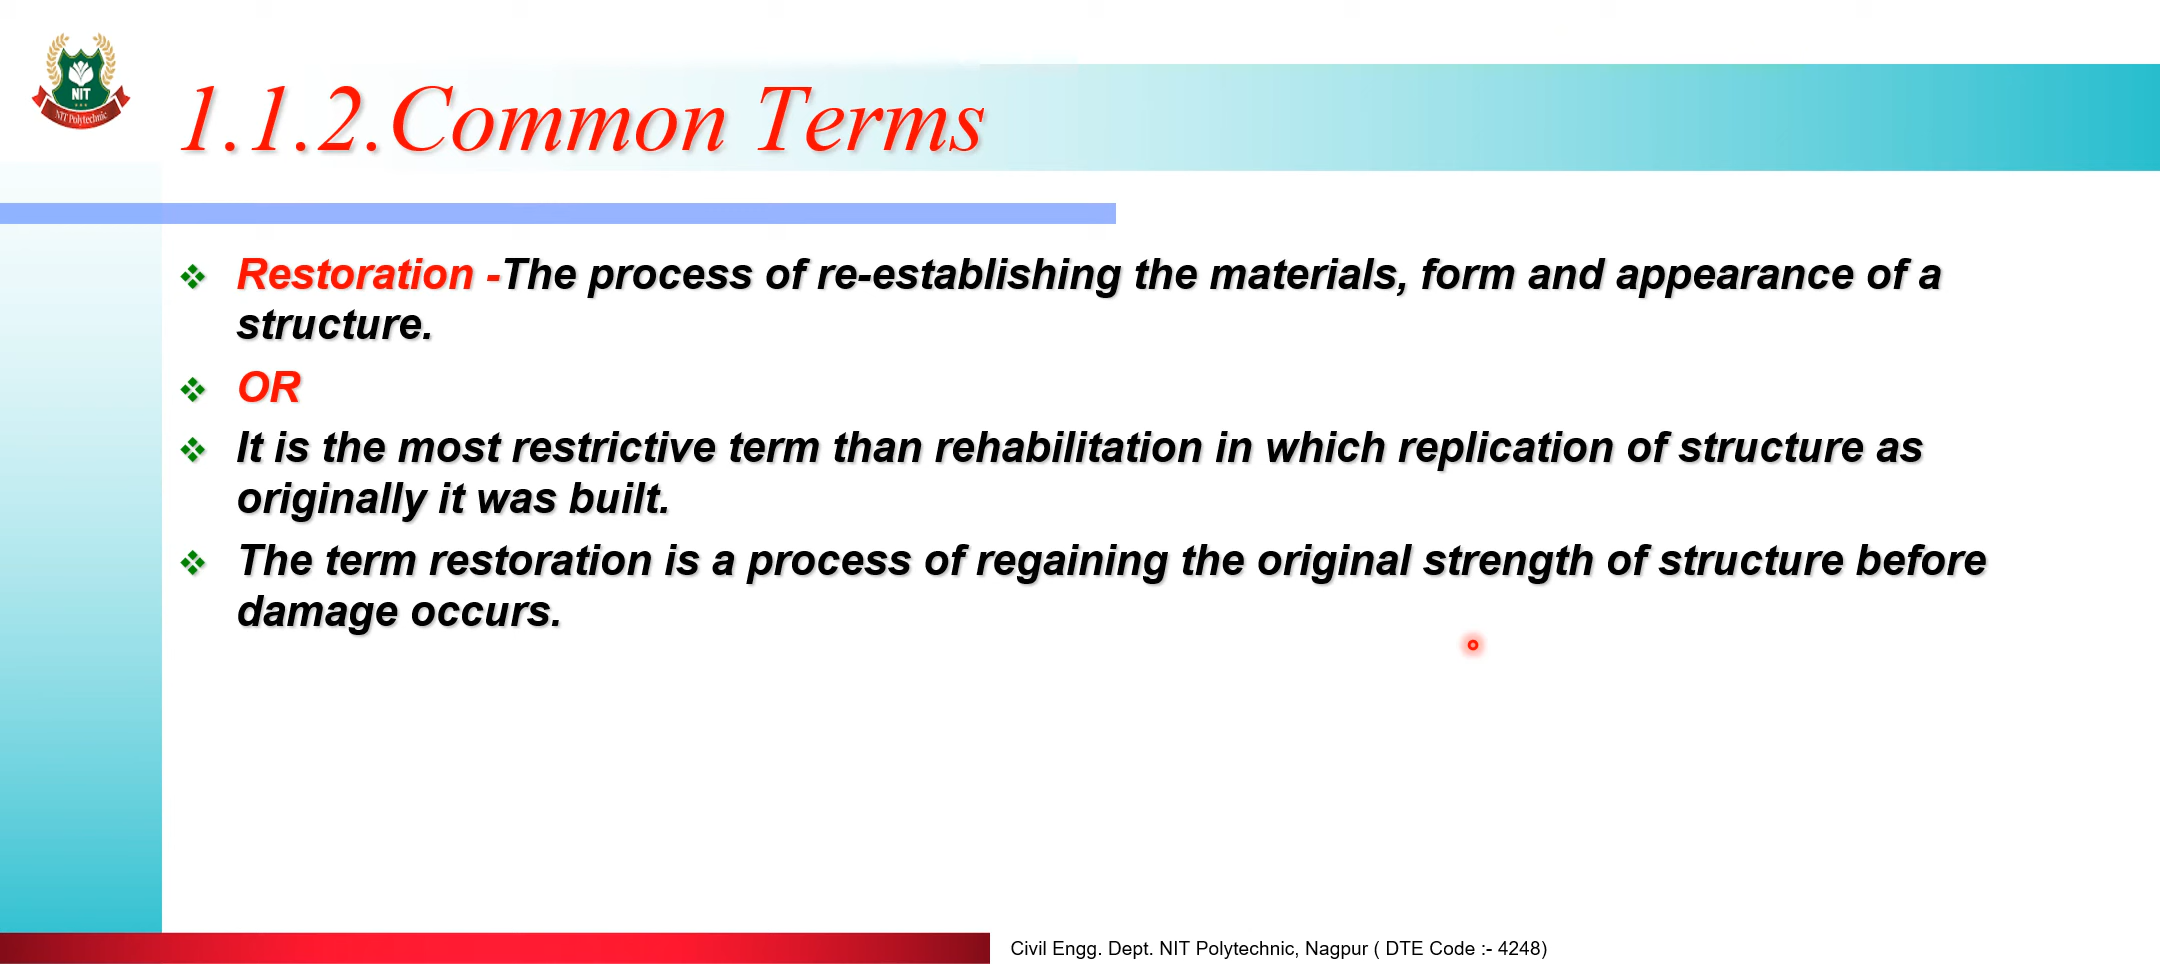 NIT
NIT Polytechnic
1.1.2.Common Terms
Restoration -The process of re-establishing the materials, form and appearance of a
structure.
OR
It is the most restrictive term than rehabilitation in which replication of structure as
originally it was built.
The term restoration is a process of regaining the original strength of structure before
damage occurs.
Civil Engg. Dept. NIT Polytechnic, Nagpur ( DTE Code :- 4248)